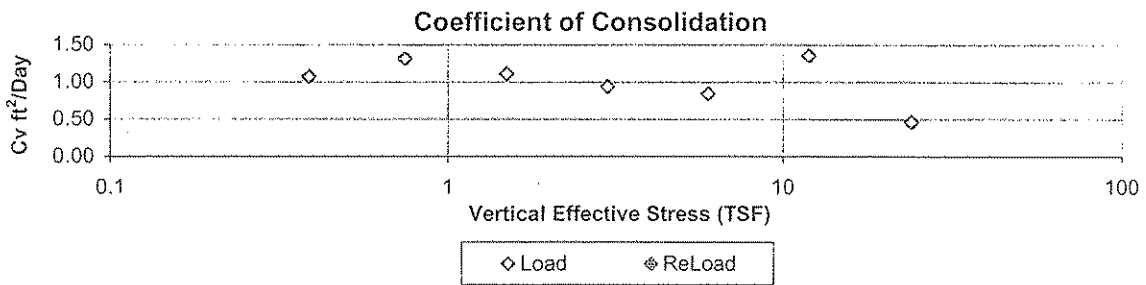 Coefficient of Consolidation
Cv ft²/Day
1.50
1.00
0.50
0.00
0.1 1 10 100
Vertical Effective Stress (TSF)
Load ReLoad